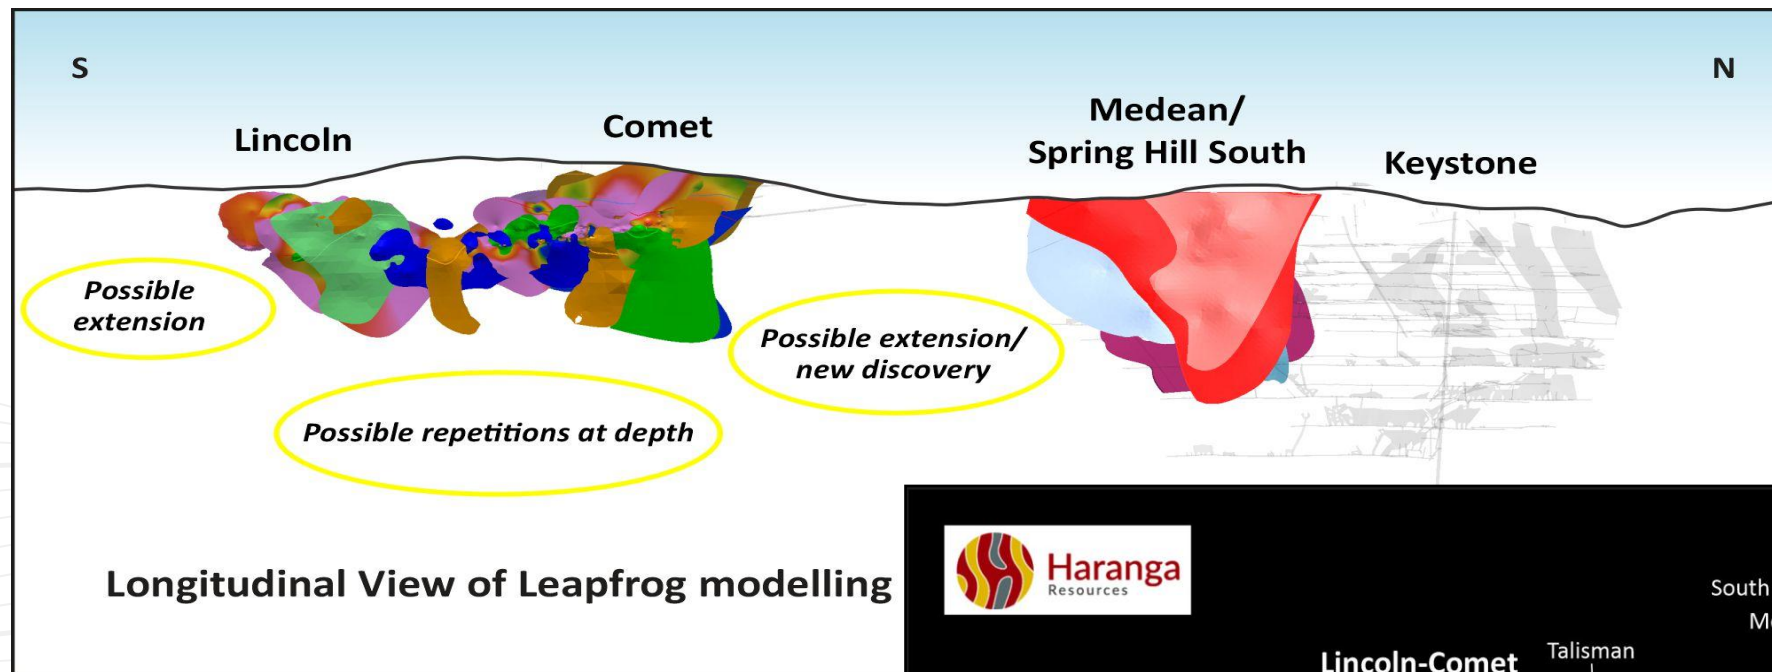 S
N
Lincoln
Comet
Medean/
Spring Hill South
Keystone
Possible
extension
Possible extension/
new discovery
Possible repetitions at depth
Longitudinal View of Leapfrog modelling
Haranga
Resources
South
Talisman
Lincoln-Comet